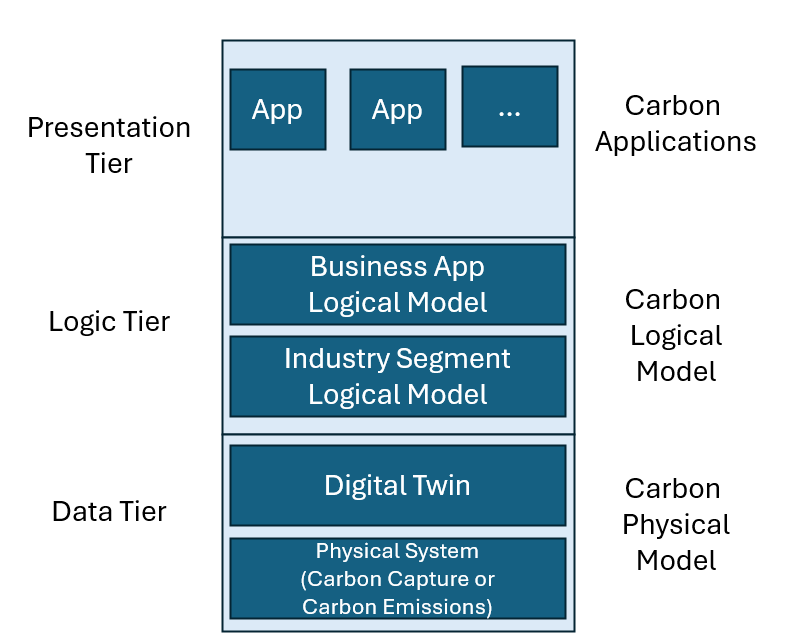 Presentation
Tier
App
App
...
Carbon
Applications
Logic Tier
Business App
Logical Model
Industry Segment
Logical Model
Carbon
Logical
Model
Data Tier
Digital Twin
Physical System
(Carbon Capture or
Carbon Emissions)
Carbon
Physical
Model